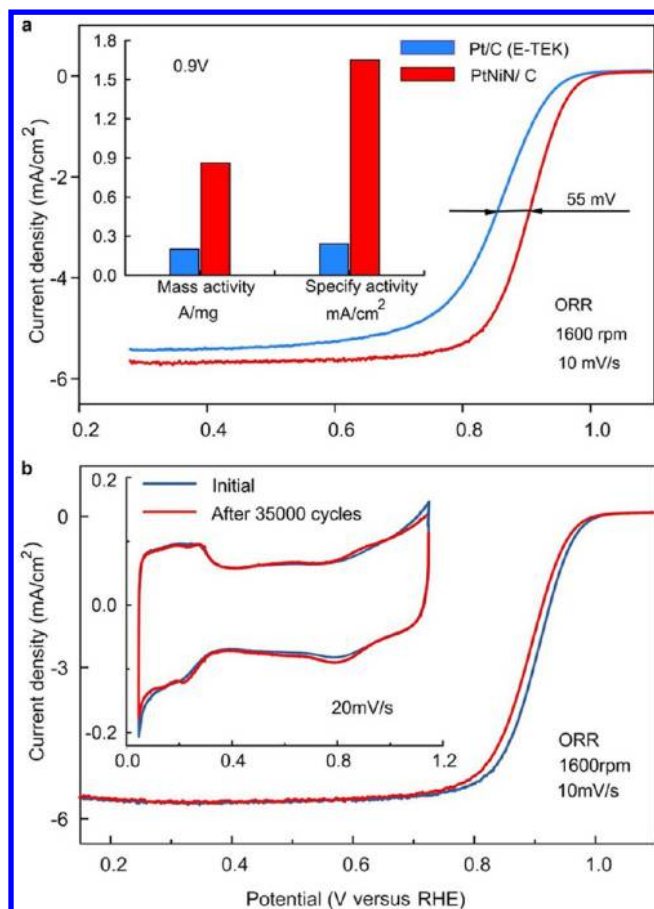 a
Pt/C (E-TEK)
PtNiN/ C
0.9V
1.8
1.5
1.2
0.9
0.6
0.3
0.0
Mass activity
A/mg
Specify activity
mA/cm²
55 mV
ORR
1600 rpm
10 mV/s
Current density (mA/cm²)
0
-2
-4
-6
0.2
0.4
0.6
0.8
1.0
b
Initial
After 35000 cycles
0.2
0.0
-0.2
0.0
0.4
0.8
1.2
20mV/s
ORR
1600rpm
10mV/s
Current density (mA/cm²)
0
-3
-6
0.2
0.4
0.6
0.8
1.0
Potential (V versus RHE)